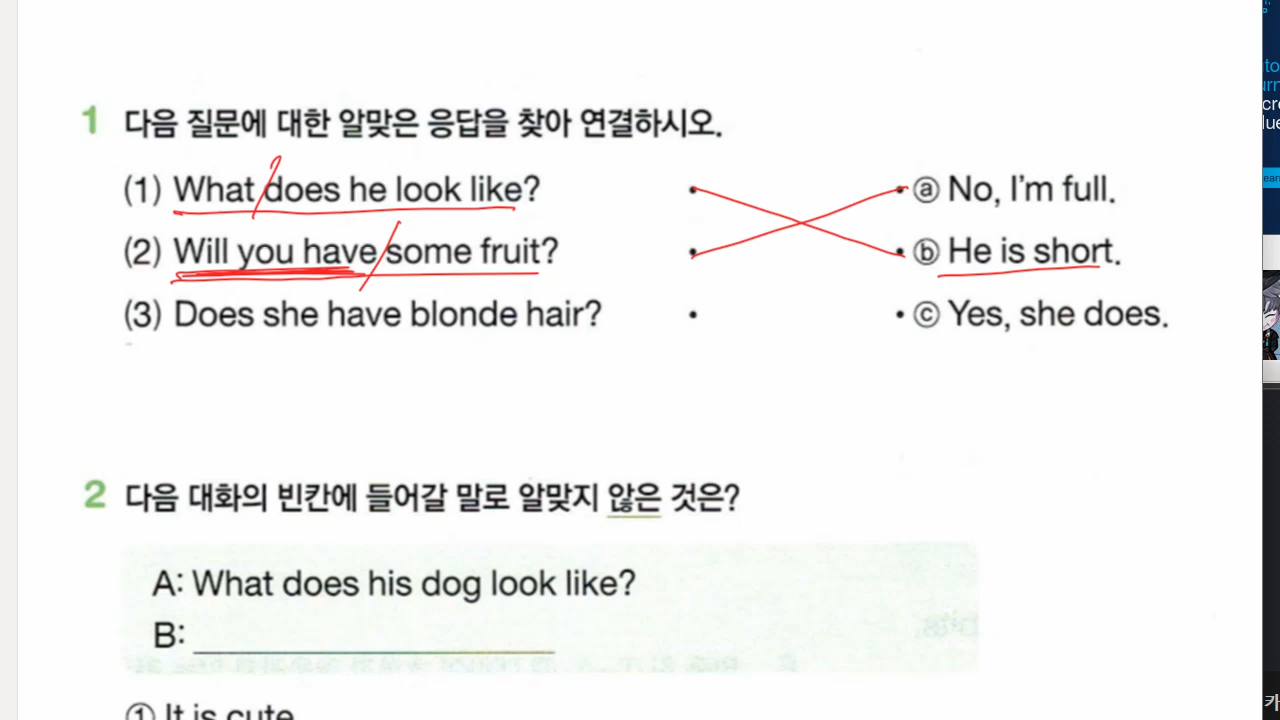 1 다음 질문에 대한 알맞은 응답을 찾아 연결하시오.
(1) What does he look like? • • ⓐ No, I'm full.
(2) Will you have some fruit? • • ⓑ He is short.
(3) Does she have blonde hair? • • ⓒ Yes, she does.
2 다음 대화의 빈칸에 들어갈 말로 알맞지 않은 것은?
A: What does his dog look like?
B:
① It is cute